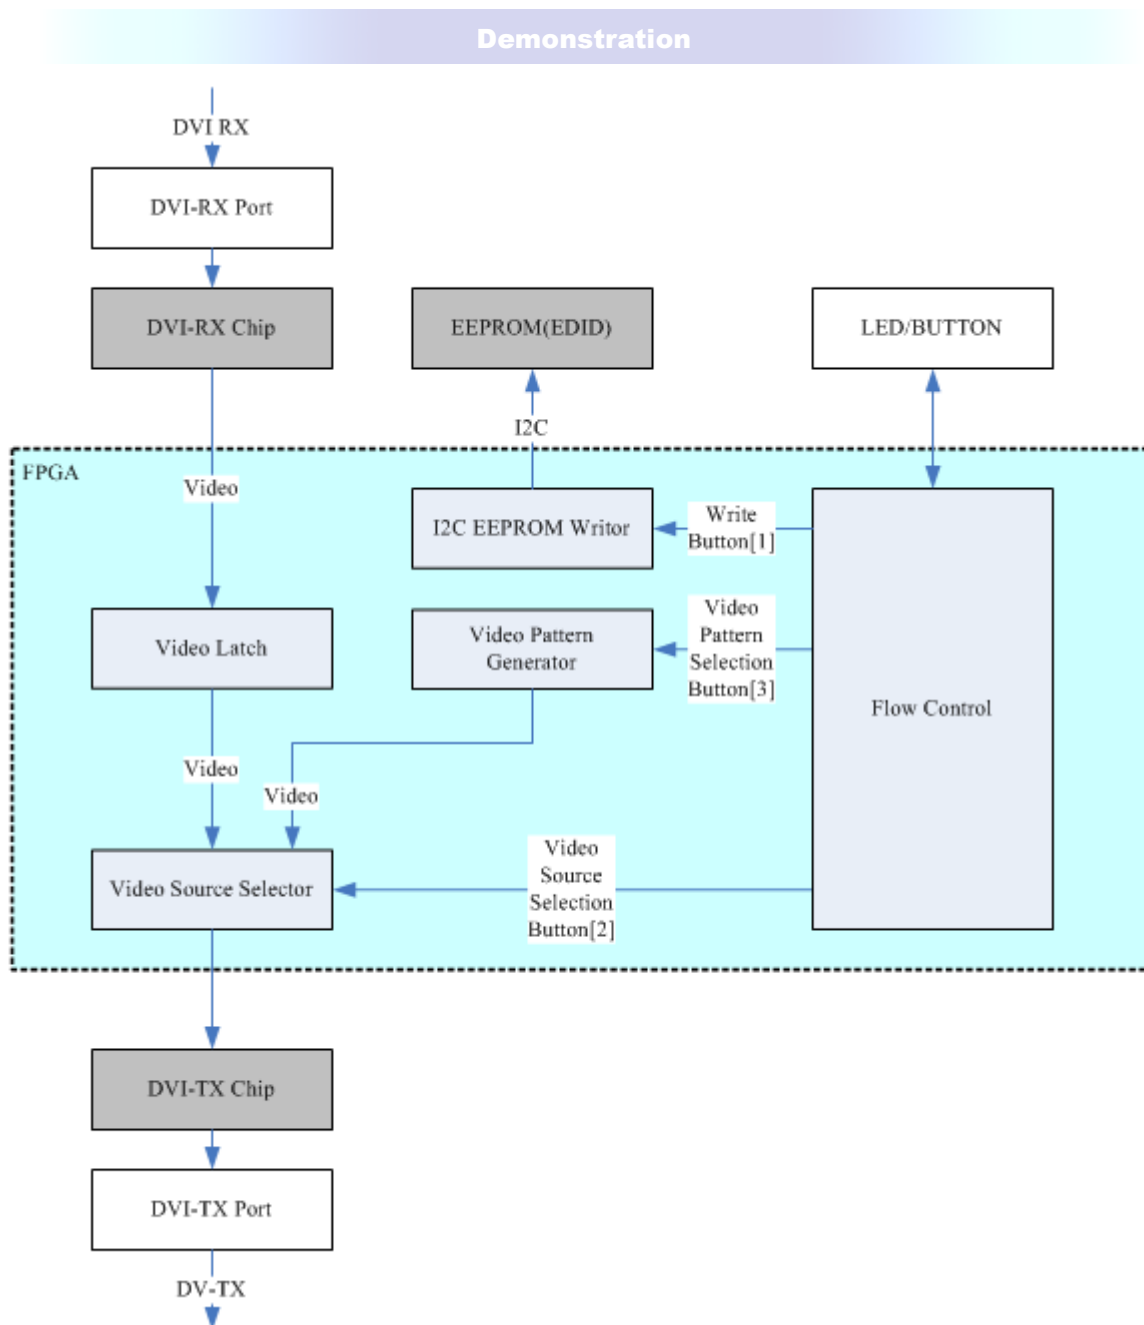 Demonstration
DVI RX
DVI-RX Port
DVI-RX Chip
EEPROM(EDID)
LED/BUTTON
I2C
FPGA
Video
I2C EEPROM Writor
Write
Button[1]
Video Latch
Video Pattern
Generator
Video
Pattern
Selection
Button[3]
Flow Control
Video
Video
Video Source Selector
Video
Source
Selection
Button[2]
DVI-TX Chip
DVI-TX Port
DV-TX